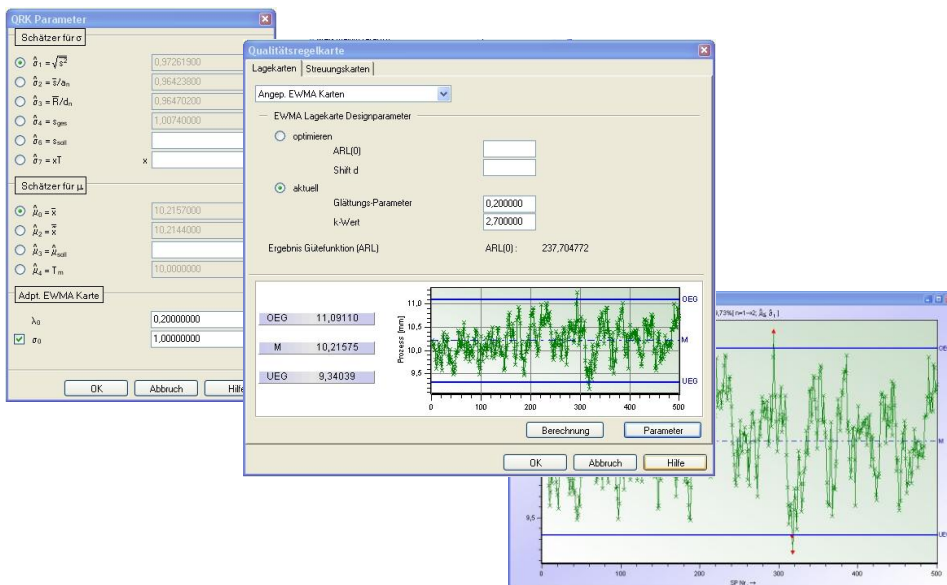 QRK Parameter
Schätzer für σ
σ̂₁ = √s̄² 0,97261900
σ̂₂ = s̄/aₙ 0,96423800
σ̂₃ = R̄/dₙ 0,96470200
σ̂₄ = s_ges 1,00740000
σ̂₆ = s_soll
σ̂₇ = xT x
Schätzer für μ
μ̂₀ = x̄ 10,2157000
μ̂₂ = x̃ 10,2144000
μ̂₃ = μ̂_soll
μ̂₄ = Tₘ 10,0000000
Adpt. EWMA Karte
λ₀ 0,20000000
σ₀ 1,00000000
OK Abbruch Hilfe
Qualitätsregelkarte
Lagekarten Streuungskarten
Angep. EWMA Karten
EWMA Lagekarte Designparameter
optimieren
ARL(0)
Shift d
aktuell
Glättungs-Parameter 0,200000
k-Wert 2,700000
Ergebnis Gütefunktion (ARL) ARL(0) : 237,704772
OEG 11,09110
M 10,21575
UEG 9,34039
Prozess [mm]
11,0
10,5
10,0
9,5
0 100 200 300 400 500
OEG
M
UEG
Berechnung Parameter
OK Abbruch Hilfe
M
9,5
UEG
0 100 200 300 400 500
SP Nr. →